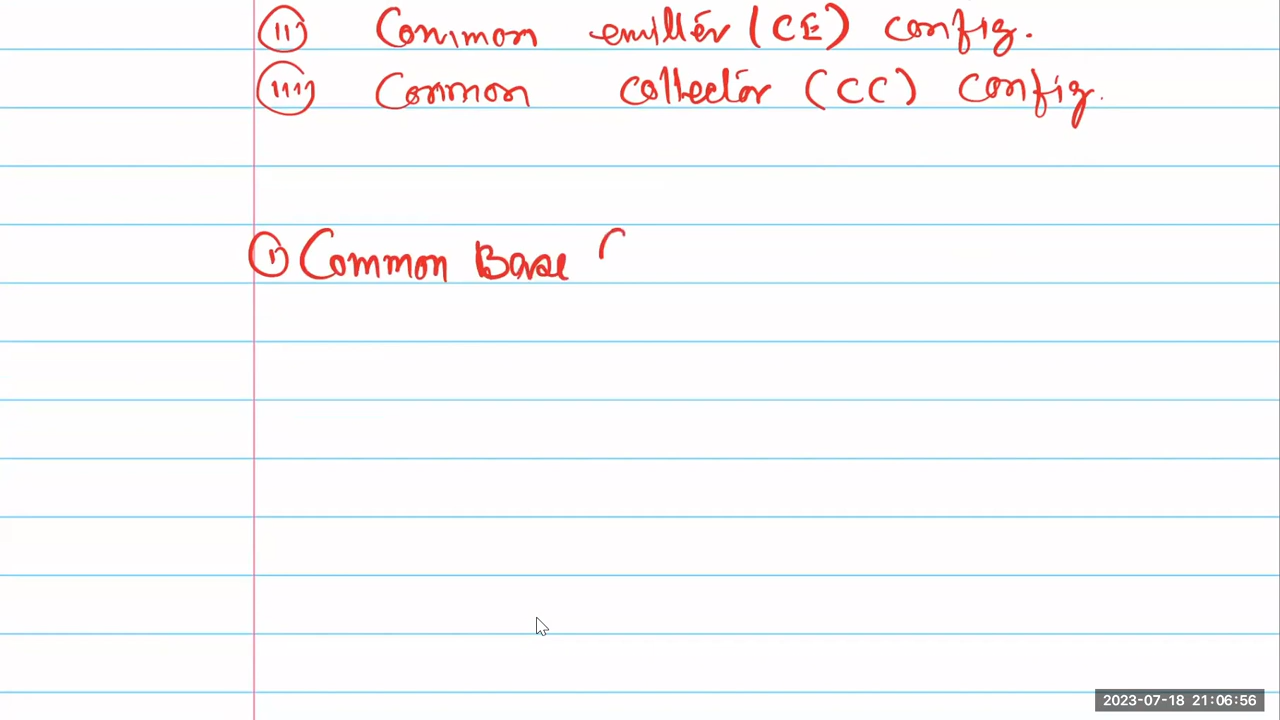 (ii) Common emitter (CE) config.
(iii) Common collector (CC) config.
(i) Common Base (
2023-07-18 21:06:56